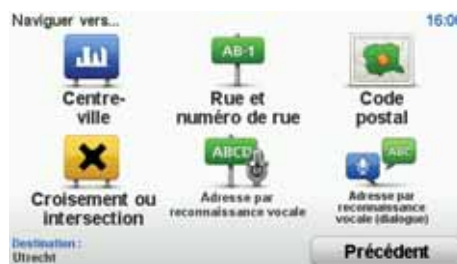 Naviguer vers...
16:00
AB-1
Centre-
ville
Rue et
numéro de rue
Code
postal
ABCD
ABC
Croisement ou
intersection
Adresse par
reconnaissance vocale
Adresse par
reconnaissance
vocale (dialogue)
Destination :
Utrecht
Précédent